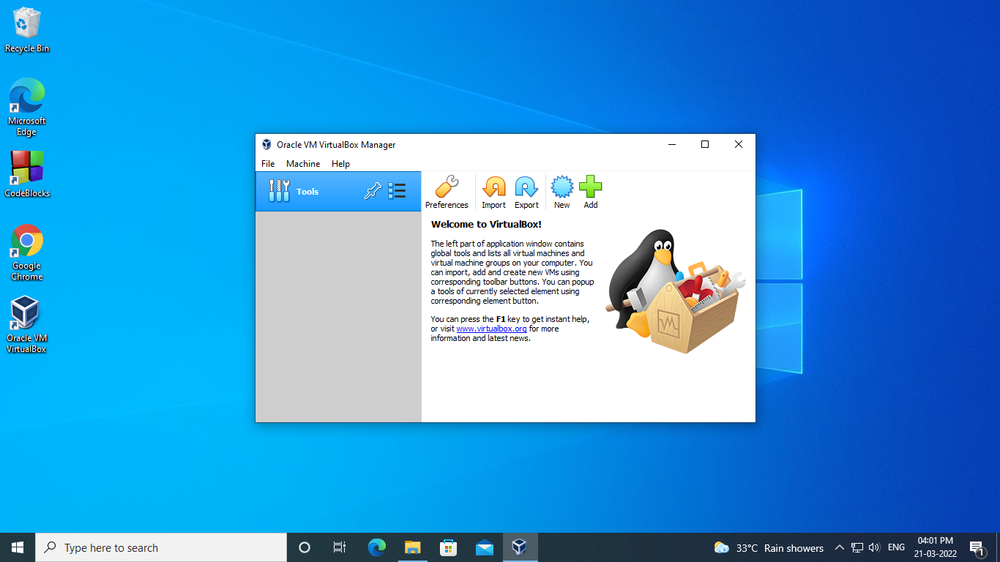 Recycle Bin
Microsoft
Edge
CodeBlocks
Google
Chrome
Oracle VM
VirtualBox
Oracle VM VirtualBox Manager
File Machine Help
Tools
Preferences Import Export New Add
Welcome to VirtualBox!
The left part of application window contains
global tools and lists all virtual machines and
virtual machine groups on your computer. You
can import, add and create new VMs using
corresponding toolbar buttons. You can popup
a tools of currently selected element using
corresponding element button.
You can press the F1 key to get instant help,
or visit www.virtualbox.org for more
information and latest news.
Type here to search
33°C Rain showers
ENG
04:01 PM
21-03-2022
1